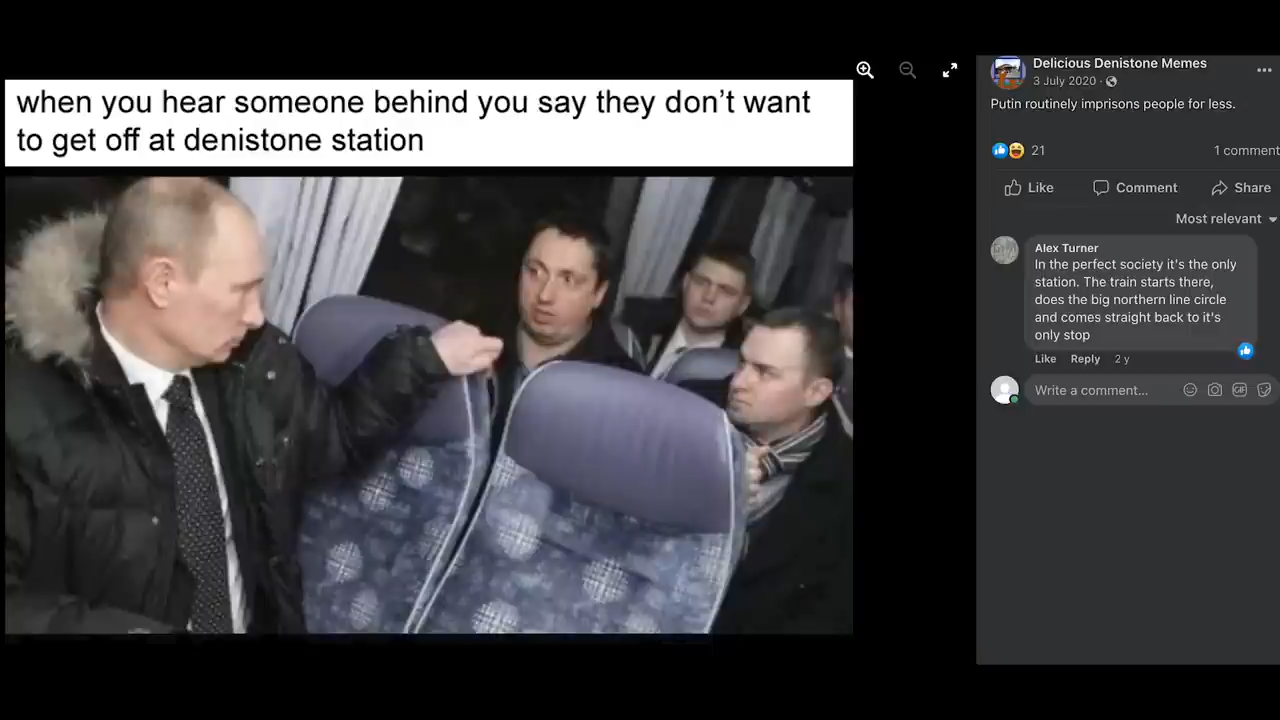 when you hear someone behind you say they don't want
to get off at denistone station
Delicious Denistone Memes
3 July 2020 ·
Putin routinely imprisons people for less.
21
1 comment
Like
Comment
Share
Most relevant
Alex Turner
In the perfect society it's the only
station. The train starts there,
does the big northern line circle
and comes straight back to it's
only stop
Like Reply 2 y
Write a comment...
GIF